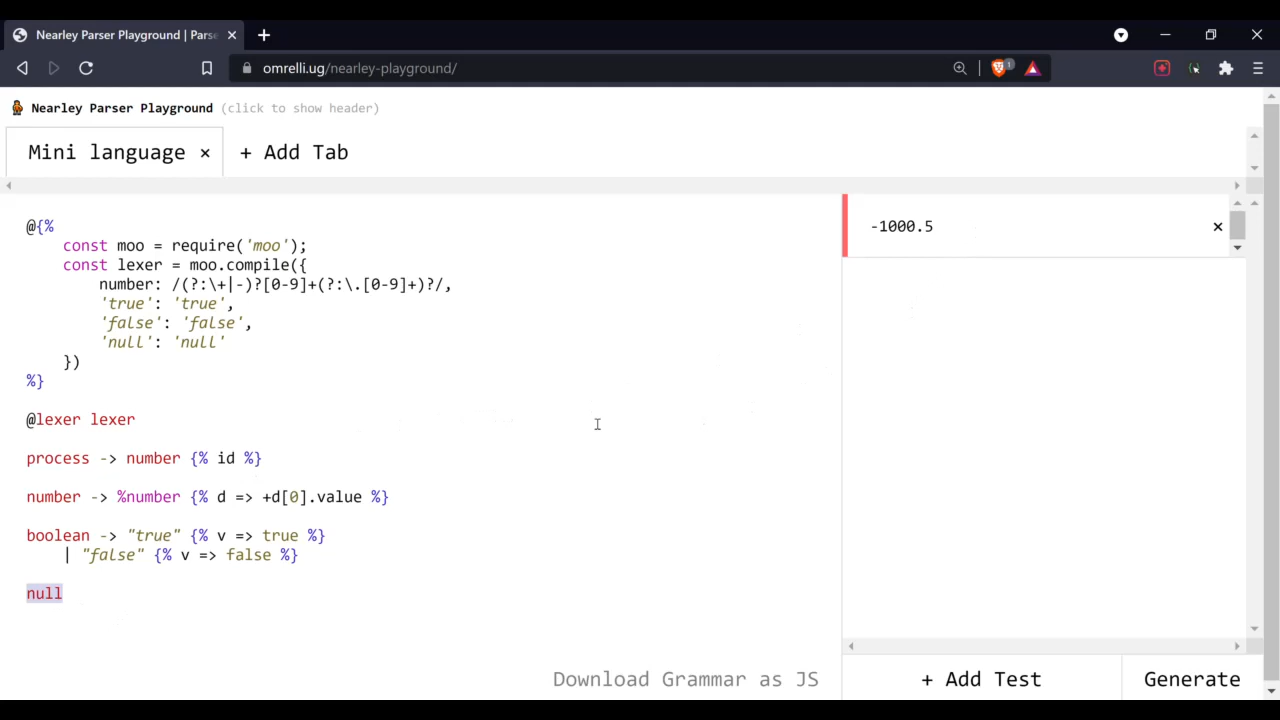 Nearley Parser Playground | Parse
omrelli.ug/nearley-playground/
1
Nearley Parser Playground (click to show header)
Mini language × + Add Tab
@{%
    const moo = require('moo');
    const lexer = moo.compile({
        number: /(?:\+|-)?[0-9]+(?:\.[0-9]+)?/,
        'true': 'true',
        'false': 'false',
        'null': 'null'
    })
%}
@lexer lexer
process -> number {% id %}
number -> %number {% d => +d[0].value %}
boolean -> "true" {% v => true %}
    | "false" {% v => false %}
null
Download Grammar as JS
-1000.5 ×
+ Add Test
Generate